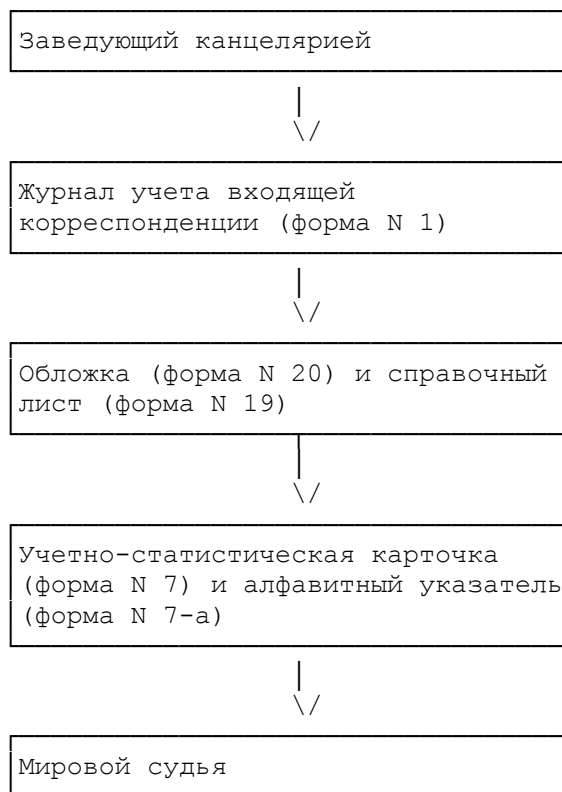 Заведующий канцелярией
Журнал учета входящей
корреспонденции (форма N 1)
Обложка (форма N 20) и справочный
лист (форма N 19)
Учетно-статистическая карточка
(форма N 7) и алфавитный указатель
(форма N 7-а)
Мировой судья